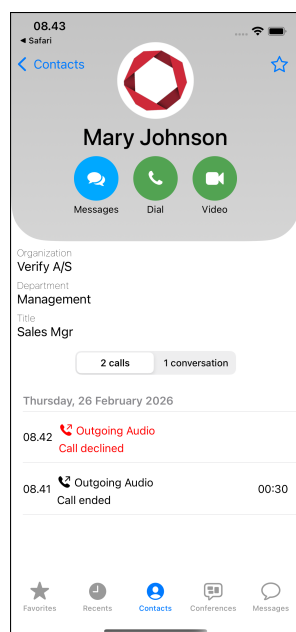 08.43
◀ Safari
Contacts
Mary Johnson
Messages Dial Video
Organization
Verify A/S
Department
Management
Title
Sales Mgr
2 calls 1 conversation
Thursday, 26 February 2026
08.42 Outgoing Audio
Call declined
08.41 Outgoing Audio 00:30
Call ended
Favorites Recents Contacts Conferences Messages